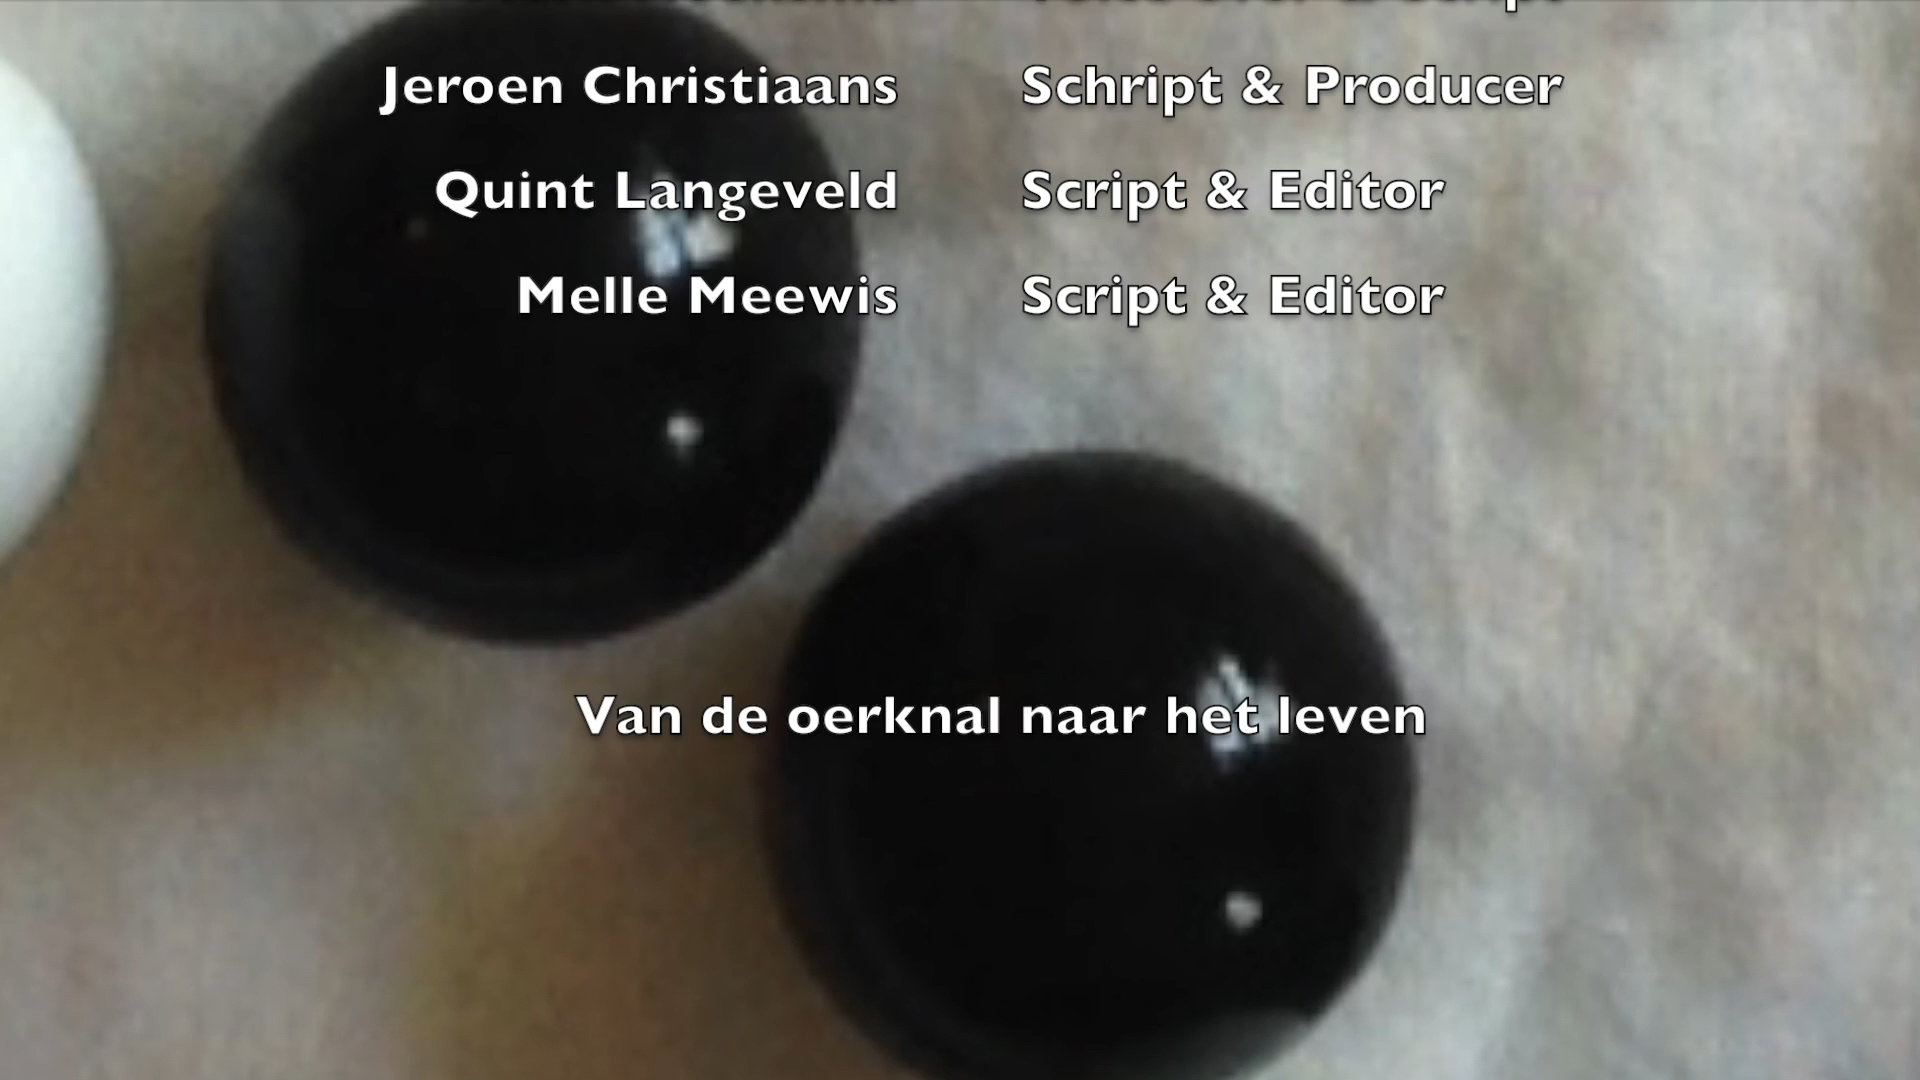 Jeroen Christiaans Schript & Producer
Quint Langeveld Script & Editor
Melle Meewis Script & Editor
Van de oerknal naar het leven